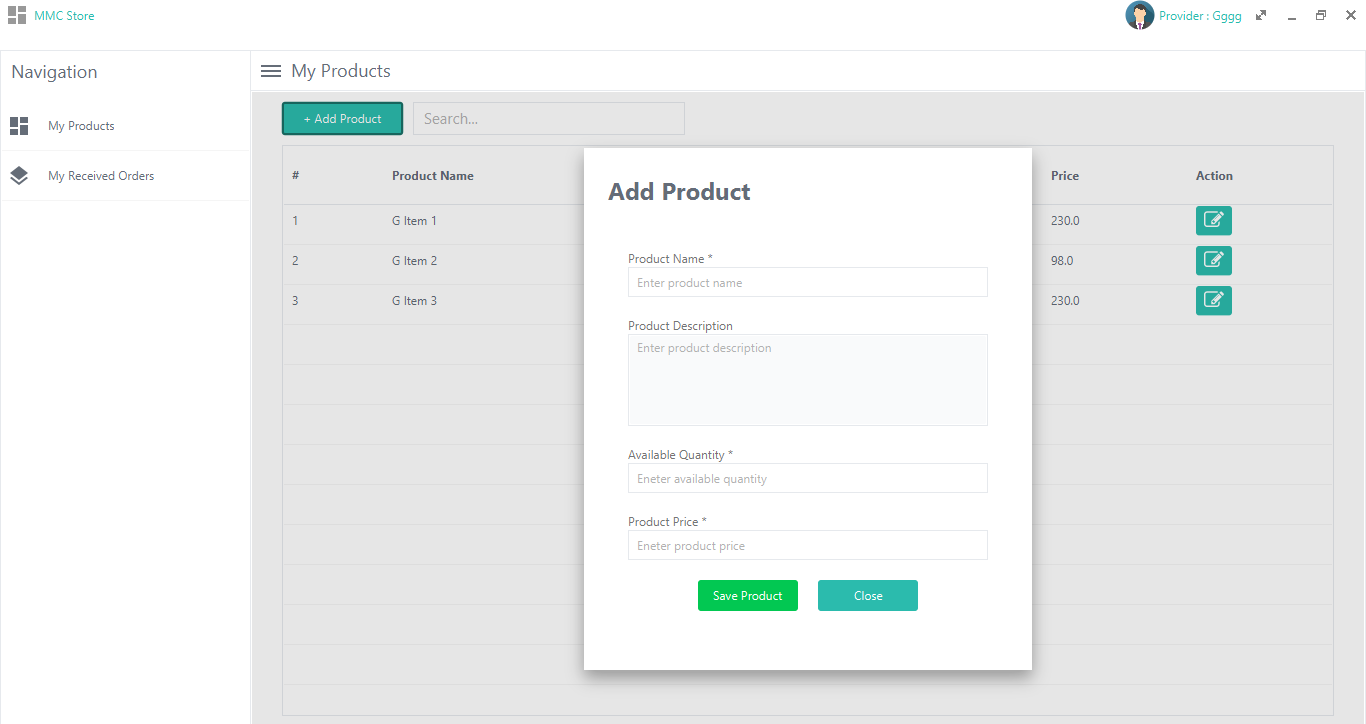 MMC Store
Provider : Gggg
Navigation
My Products
My Products
My Received Orders
+ Add Product
Search...
# Product Name Price Action
1 G Item 1 230.0
2 G Item 2 98.0
3 G Item 3 230.0
Add Product
Product Name *
Enter product name
Product Description
Enter product description
Available Quantity *
Eneter available quantity
Product Price *
Eneter product price
Save Product
Close